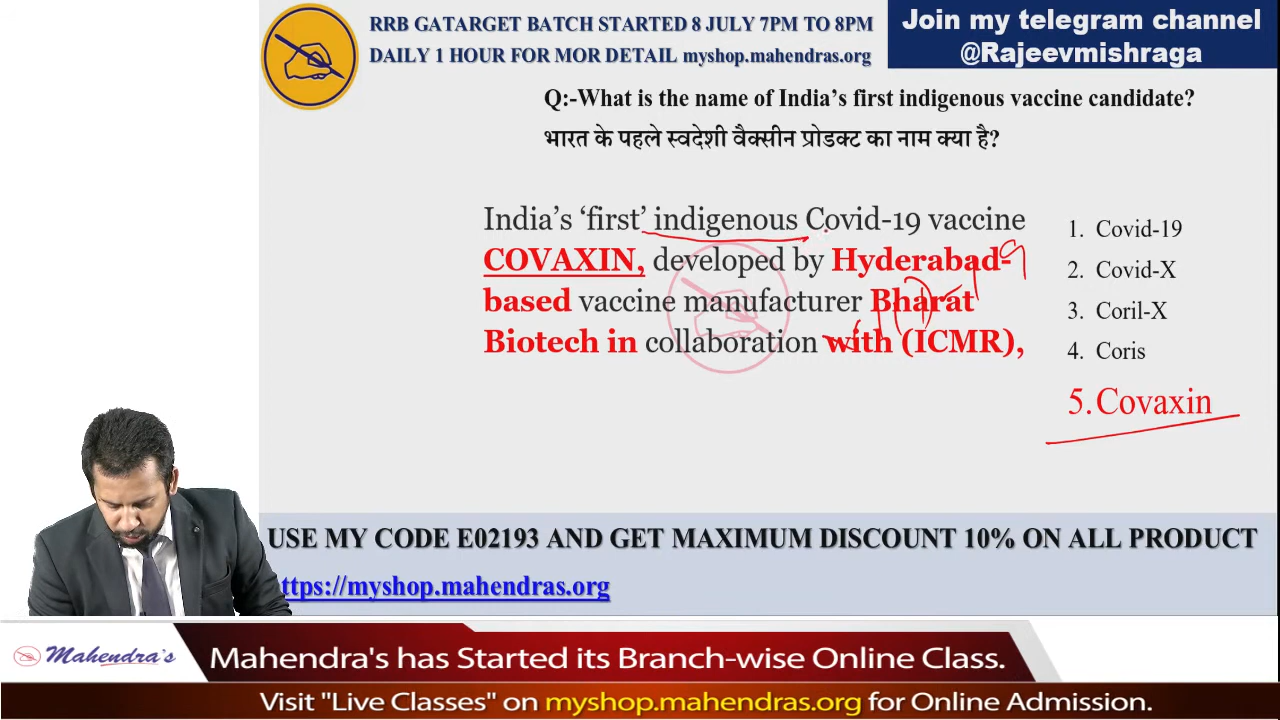 RRB GATARGET BATCH STARTED 8 JULY 7PM TO 8PM
DAILY 1 HOUR FOR MOR DETAIL myshop.mahendras.org
Join my telegram channel
@Rajeevmishraga
Q:-What is the name of India's first indigenous vaccine candidate?
भारत के पहले स्वदेशी वैक्सीन प्रोडक्ट का नाम क्या है?
India's ‘first’ indigenous Covid-19 vaccine
COVAXIN, developed by Hyderabad-
based vaccine manufacturer Bharat
Biotech in collaboration with (ICMR),
1. Covid-19
2. Covid-X
3. Coril-X
4. Coris
5. Covaxin
USE MY CODE E02193 AND GET MAXIMUM DISCOUNT 10% ON ALL PRODUCT
ttps://myshop.mahendras.org
Mahendra's
Mahendra's has Started its Branch-wise Online Class.
Visit "Live Classes" on myshop.mahendras.org for Online Admission.